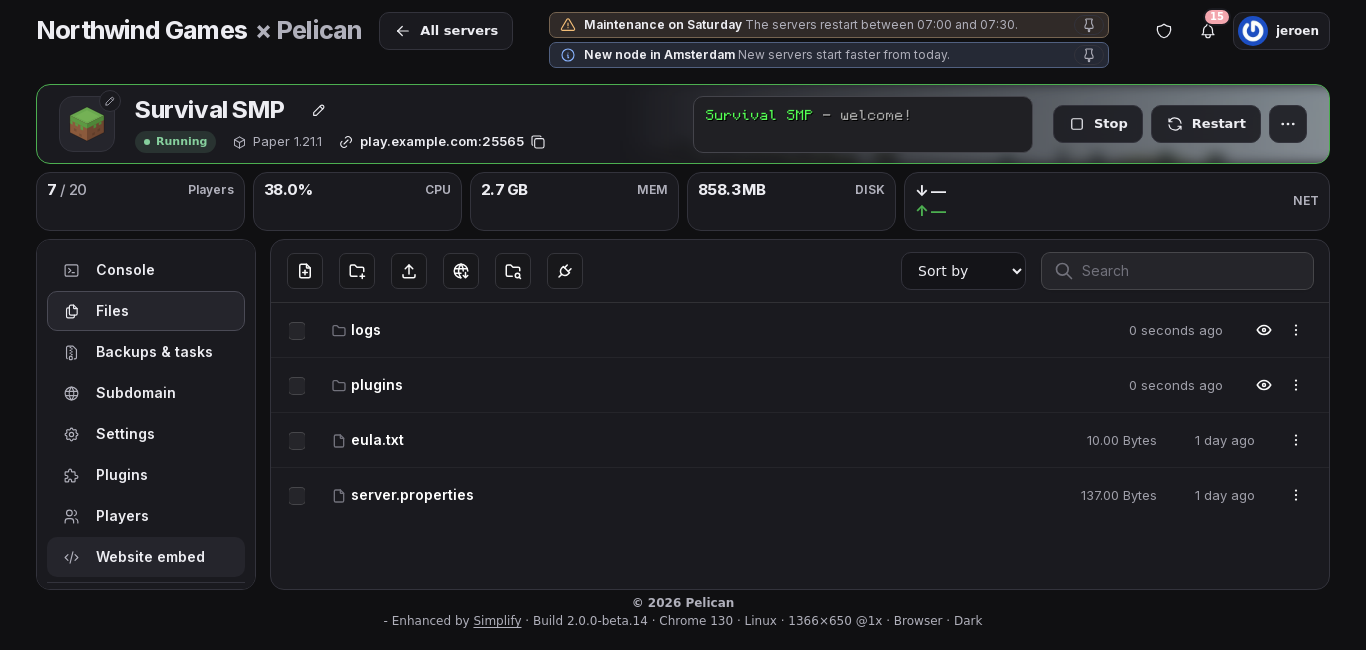 Northwind Games × Pelican
All servers
Maintenance on Saturday The servers restart between 07:00 and 07:30.
New node in Amsterdam New servers start faster from today.
15
jeroen
Survival SMP
Running
Paper 1.21.1
play.example.com:25565
Survival SMP – welcome!
Stop
Restart
7 / 20
Players
38.0%
CPU
2.7 GB
MEM
858.3 MB
DISK
↓ —
↑ —
NET
Console
Files
Backups & tasks
Subdomain
Settings
Plugins
Players
Website embed
Sort by
Search
logs
0 seconds ago
plugins
0 seconds ago
eula.txt
10.00 Bytes
1 day ago
server.properties
137.00 Bytes
1 day ago
© 2026 Pelican
- Enhanced by Simplify · Build 2.0.0-beta.14 · Chrome 130 · Linux · 1366×650 @1x · Browser · Dark